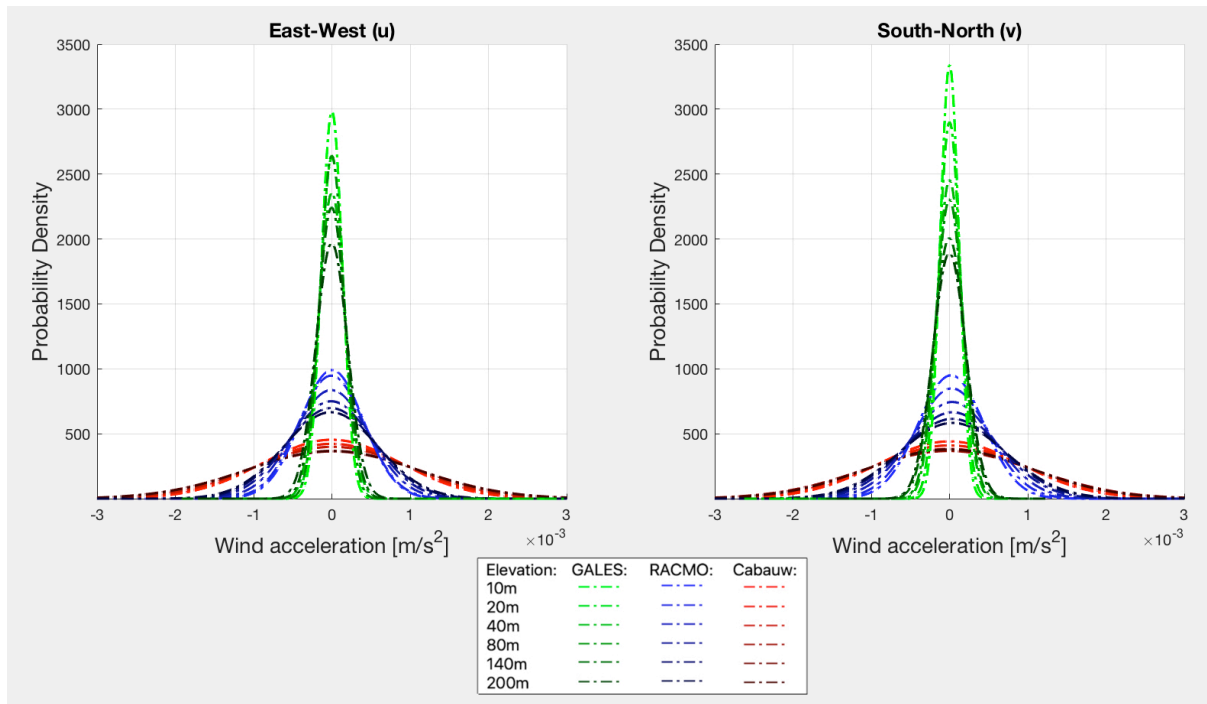 East-West (u)
3500
3000
2500
2000
1500
1000
500
Probability Density
-3 -2 -1 0 1 2 3
×10⁻³
Wind acceleration [m/s²]
South-North (v)
3500
3000
2500
2000
1500
1000
500
Probability Density
-3 -2 -1 0 1 2 3
×10⁻³
Wind acceleration [m/s²]
Elevation: GALES: RACMO: Cabauw:
10m
20m
40m
80m
140m
200m